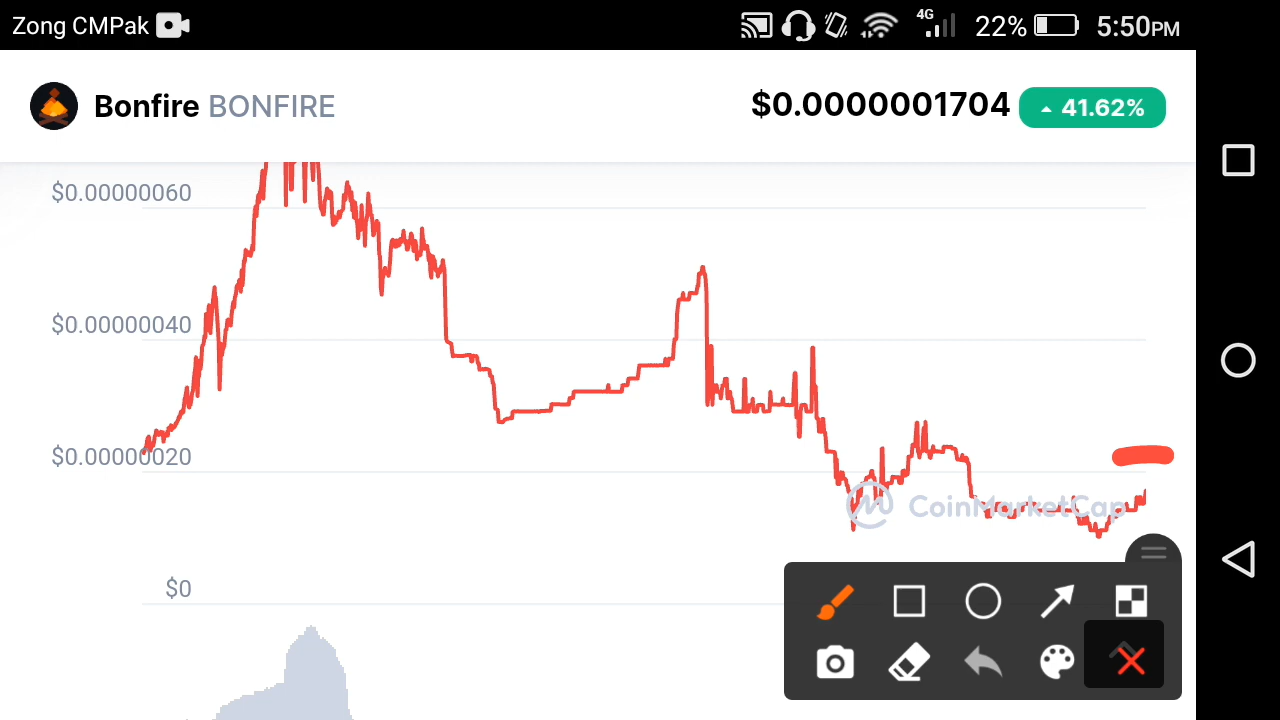 Zong CMPak 4G 22% 5:50PM
Bonfire BONFIRE $0.0000001704 41.62%
$0.00000060
$0.00000040
$0.00000020
CoinMarketCap
$0